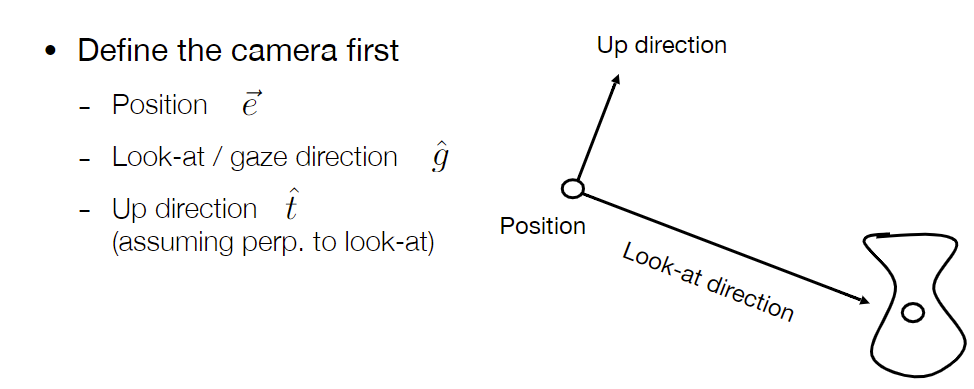 • Define the camera first
- Position $\vec{e}$
- Look-at / gaze direction $\hat{g}$
- Up direction $\hat{t}$
(assuming perp. to look-at)
Up direction
Position
Look-at direction